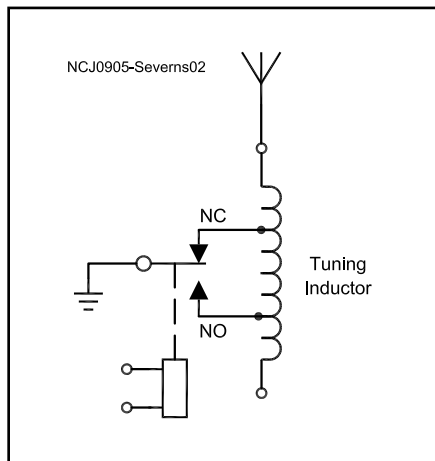 NCJ0905-Severns02
NC
Tuning
Inductor
NO